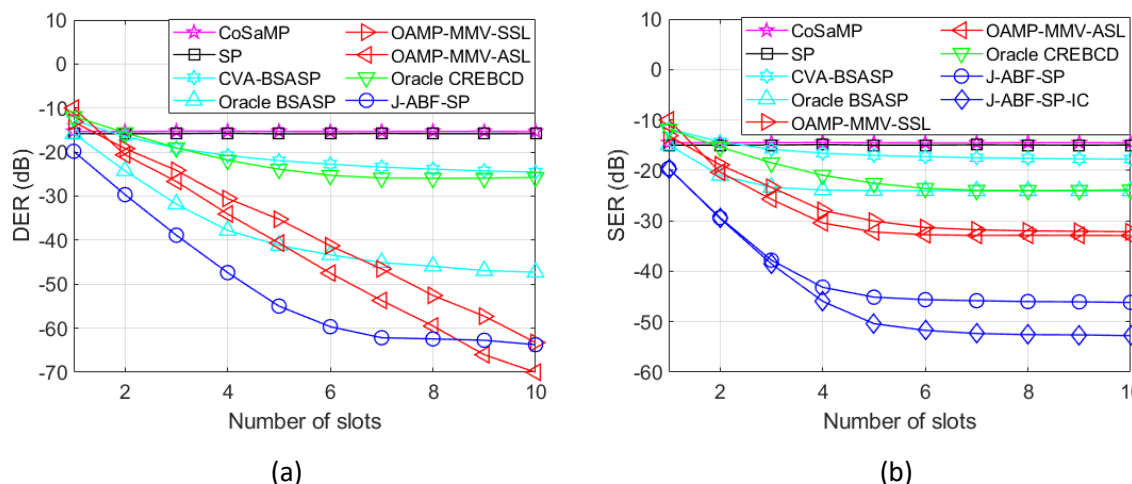 10
0
-10
-20
-30
-40
-50
-60
-70
DER (dB)
CoSaMP
SP
CVA-BSASP
Oracle BSASP
OAMP-MMV-SSL
OAMP-MMV-ASL
Oracle CREBCD
J-ABF-SP
2
4
6
8
10
Number of slots
(a)
10
0
-10
-20
-30
-40
-50
-60
SER (dB)
CoSaMP
SP
CVA-BSASP
Oracle BSASP
OAMP-MMV-SSL
OAMP-MMV-ASL
Oracle CREBCD
J-ABF-SP
J-ABF-SP-IC
2
4
6
8
10
Number of slots
(b)